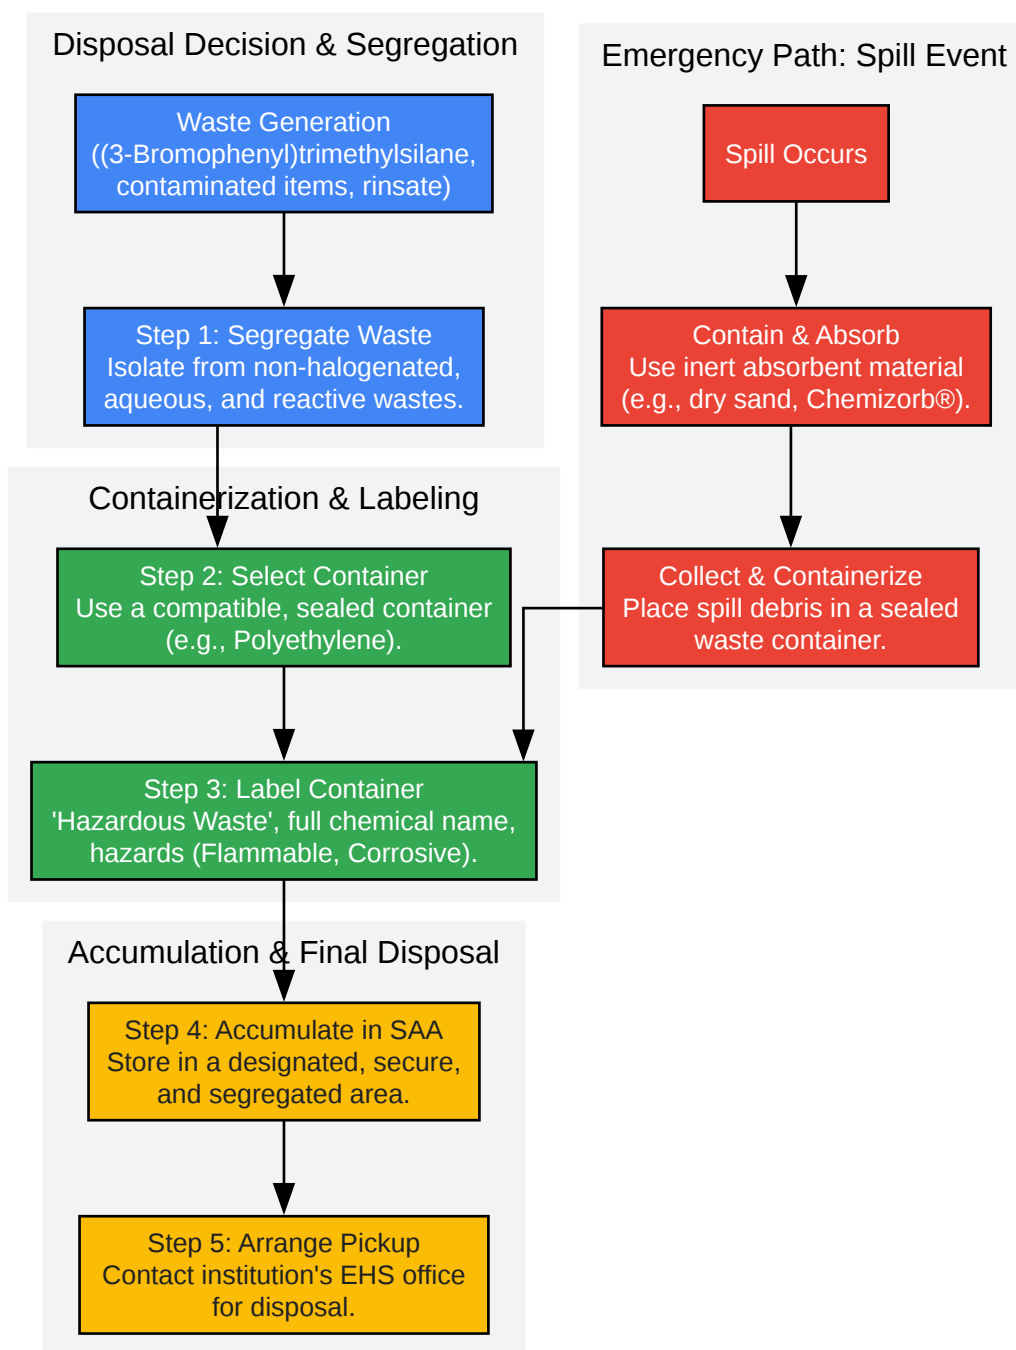 Disposal Decision & Segregation
Waste Generation
((3-Bromophenyl)trimethylsilane,
contaminated items, rinsate)
Step 1: Segregate Waste
Isolate from non-halogenated,
aqueous, and reactive wastes.
Containerization & Labeling
Step 2: Select Container
Use a compatible, sealed container
(e.g., Polyethylene).
Step 3: Label Container
'Hazardous Waste', full chemical name,
hazards (Flammable, Corrosive).
Accumulation & Final Disposal
Step 4: Accumulate in SAA
Store in a designated, secure,
and segregated area.
Step 5: Arrange Pickup
Contact institution's EHS office
for disposal.
Emergency Path: Spill Event
Spill Occurs
Contain & Absorb
Use inert absorbent material
(e.g., dry sand, Chemizorb®).
Collect & Containerize
Place spill debris in a sealed
waste container.